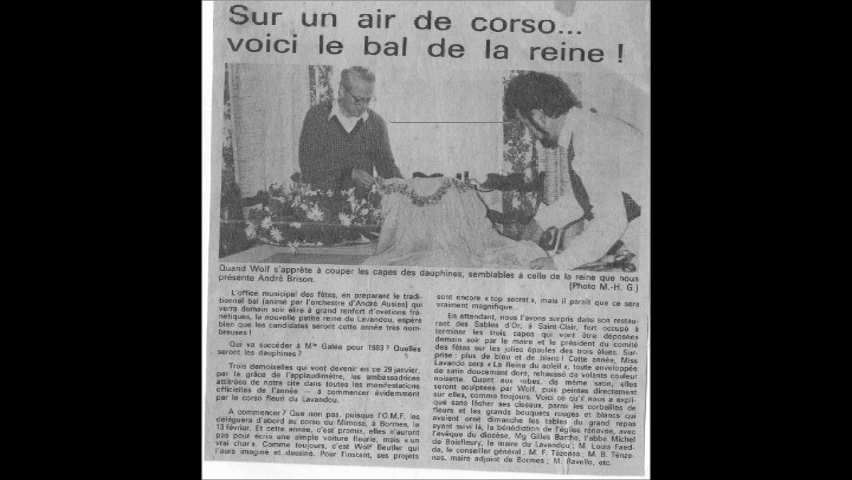 Sur un air de corso...
voici le bal de la reine !
Quand Wolf s'apprête à couper les capes des dauphines, semblables à celle de la reine que nous
présente André Brison.
(Photo M.-H. G.)
L'office municipal des fêtes, en préparant le tradi-
tionnel bal (animé par l'orchestre d'André Ausias) qui
verra demain soir élire à grand renfort d'ovations fré-
nétiques, la nouvelle petite reine du Lavandou, espère
bien que les candidates seront cette année très nom-
breuses !
Qui va succéder à Mlle Galéa pour 1983 ? Quelles
seront les dauphines ?
Trois demoiselles qui vont devenir en ce 29 janvier,
par la grâce de l'applaudimètre, les ambassadrices
attitrées de notre cité dans toutes les manifestations
officielles de l'année — à commencer évidemment
par le corso fleuri du Lavandou.
A commencer ? Que non pas, puisque l'O.M.F. les
déléguera d'abord au corso du Mimosa, à Bormes, le
13 février. Et cette année, c'est promis, elles n'auront
pas pour écrin une simple voiture fleurie, mais « un
vrai char ». Comme toujours, c'est Wolf Beutler qui
l'aura imaginé et dessiné. Pour l'instant, ses projets
sont encore « top secret », mais il paraît que ce sera
vraiment magnifique...
En attendant, nous l'avons surpris dans son restau-
rant des Sables d'Or, à Saint-Clair, fort occupé à
terminer les trois capes qui vont être déposées
demain soir par le maire et le président du comité
des fêtes sur les jolies épaules des trois élues. Sur-
prise : plus de bleu et de blanc ! Cette année, Miss
Lavando sera « La Reine du soleil », toute enveloppée
de satin doucement doré, rehaussé de volants couleur
noisette. Quant aux robes, de même satin, elles
seront sculptées par Wolf, puis peintes directement
sur elles, comme toujours. Voici ce qu'il nous a expli-
qué sans lâcher ses ciseaux, parmi les corbeilles de
fleurs et les grands bouquets rouges et blancs qui
avaient orné dimanche les tables du grand repas
ayant suivi là, la bénédiction de l'église rénovée, avec
l'évêque du diocèse, Mgr Gilles Barthe, l'abbé Michel
de Boisfleury, le maire du Lavandou ; M. Louis
la, le conseiller général ; M. F. Tézenas ; M. B.
nas, maire adjoint de Bormes ; M. Ravello, etc.